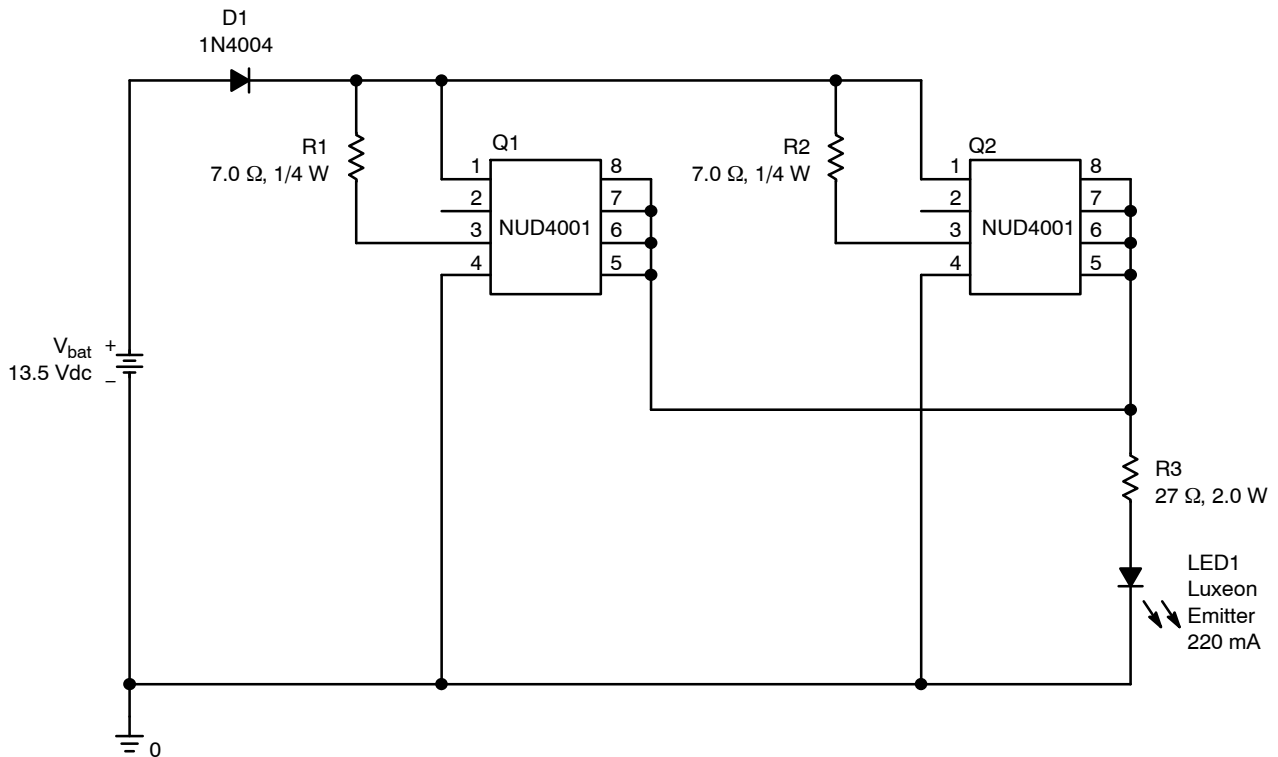 D1
1N4004
R1
7.0 Ω, 1/4 W
Q1
1
2
3
4
NUD4001
8
7
6
5
R2
7.0 Ω, 1/4 W
Q2
1
2
3
4
NUD4001
8
7
6
5
Vbat +
13.5 Vdc –
R3
27 Ω, 2.0 W
LED1
Luxeon
Emitter
220 mA
0